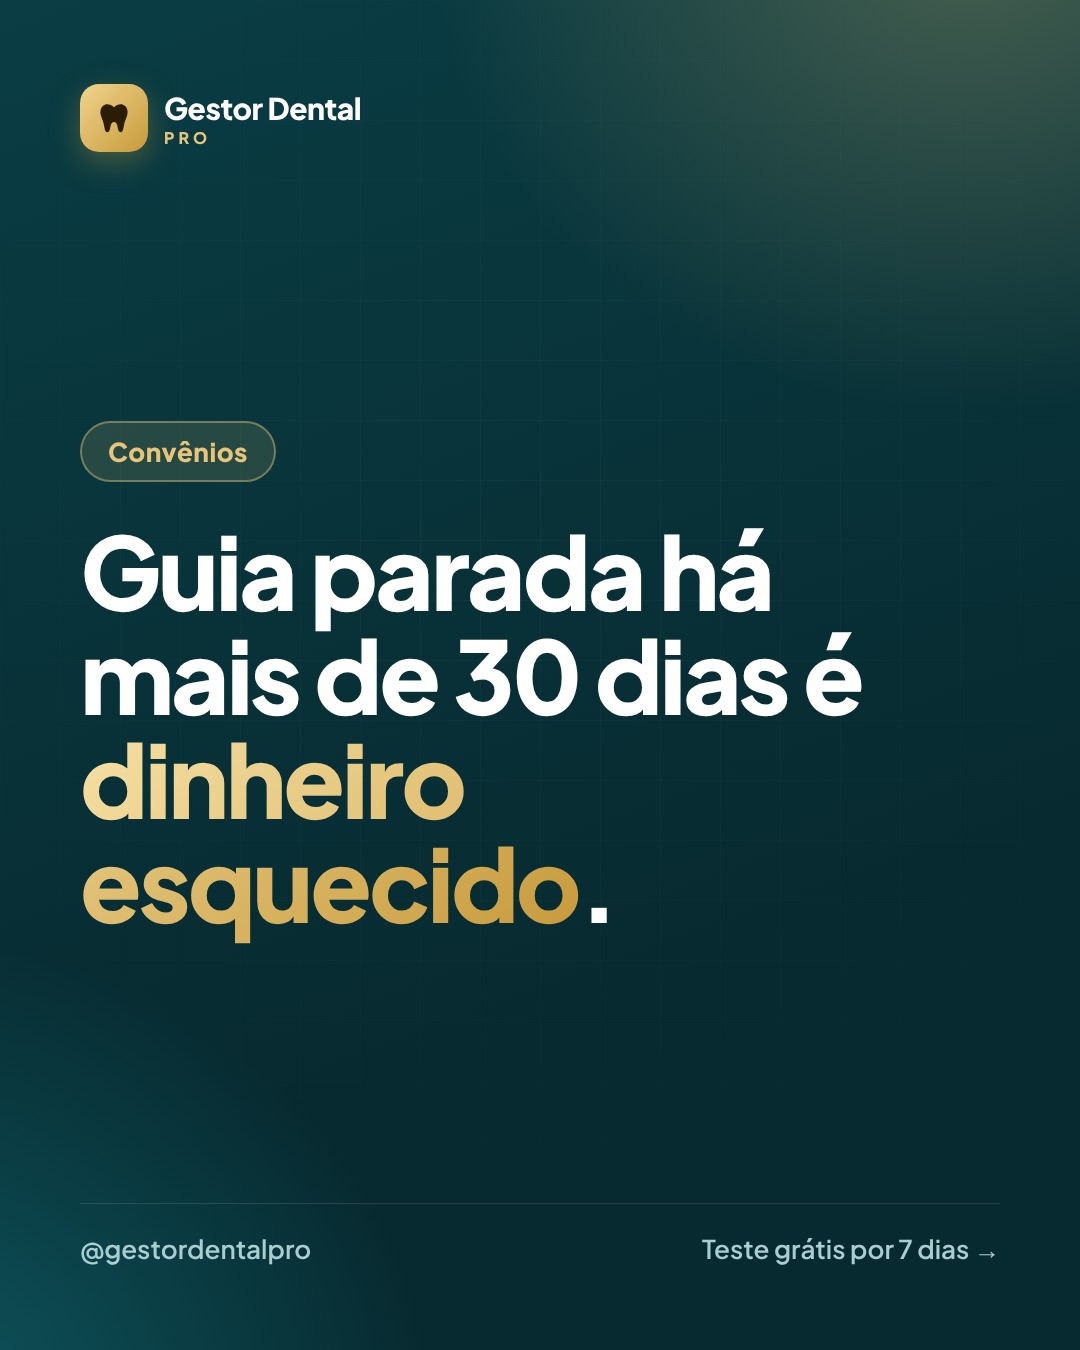 Gestor Dental
PRO
Convênios
Guia parada há
mais de 30 dias é
dinheiro
esquecido.
@gestordentalpro
Teste grátis por 7 dias →